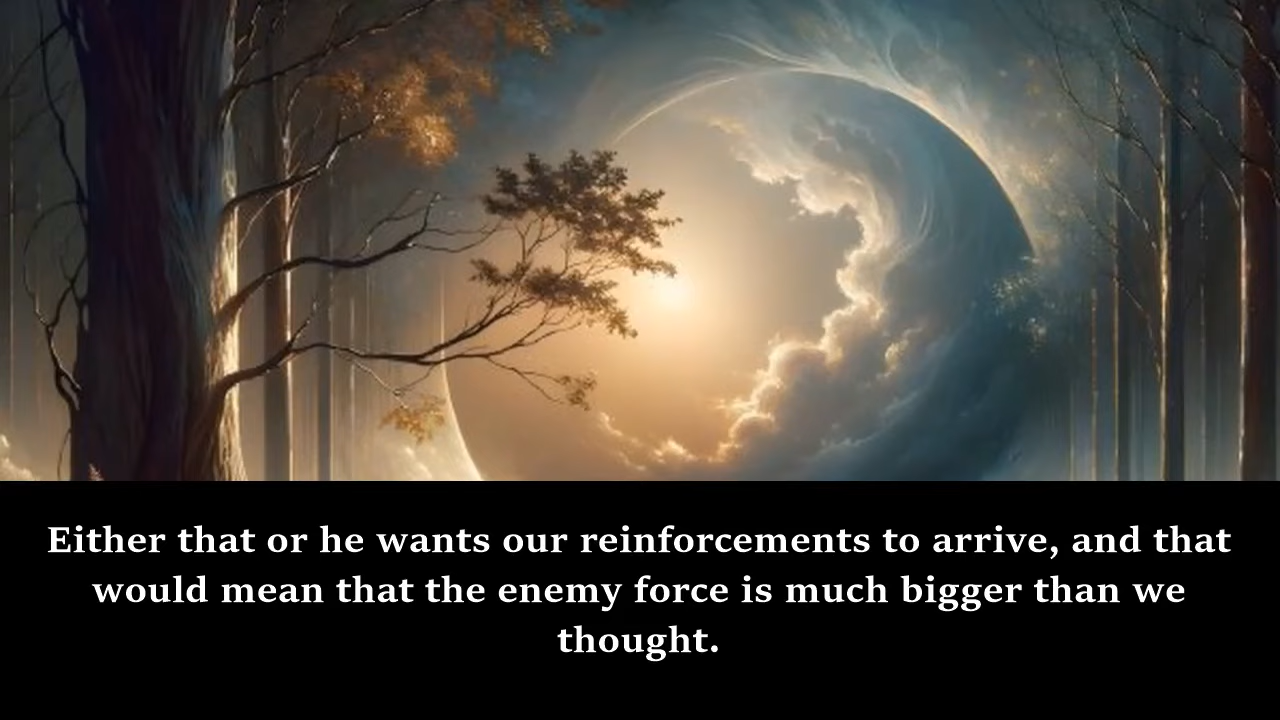 Either that or he wants our reinforcements to arrive, and that
would mean that the enemy force is much bigger than we
thought.